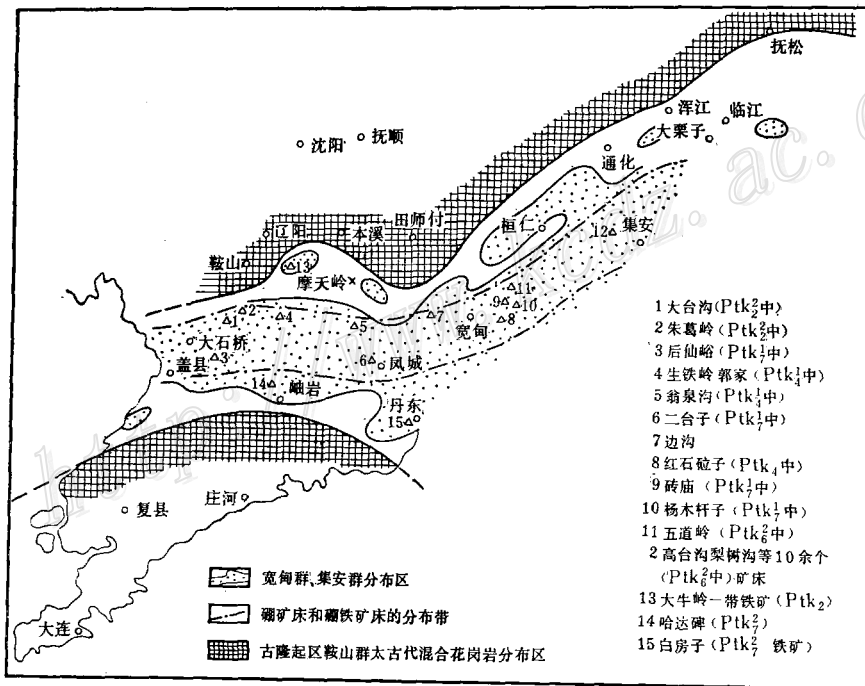 抚松
浑江
临江
大栗子
沈阳
抚顺
通化
田师付
辽阳
本溪
桓仁
集安
12
鞍山
13
摩天岭
11
9
10
8
宽甸
7
2
1
4
5
大石桥
3
盖县
6
凤城
14
岫岩
丹东
15
庄河
复县
大连
1 大台沟(Ptk²₂中)
2 朱葛岭(Ptk²₂中)
3 后仙峪(Ptk¹₇中)
4 生铁岭 郭家(Ptk¹₄中)
5 翁泉沟(Ptk¹₄中)
6 二台子(Ptk¹₇中)
7 边沟
8 红石砬子(Ptk₄中)
9 砖庙(Ptk¹₇中)
10 杨木杆子(Ptk¹₇中)
11 五道岭(Ptk²₆中)
2 高台沟梨树沟等10余个
(Ptk²₆中)矿床
13 大牛岭一带铁矿(Ptk₂)
14 哈达碑(Ptk²₇)
15 白房子(Ptk²₇ 铁矿)
宽甸群、集安群分布区
硼矿床和硼铁矿床的分布带
古隆起区鞍山群太古代混合花岗岩分布区